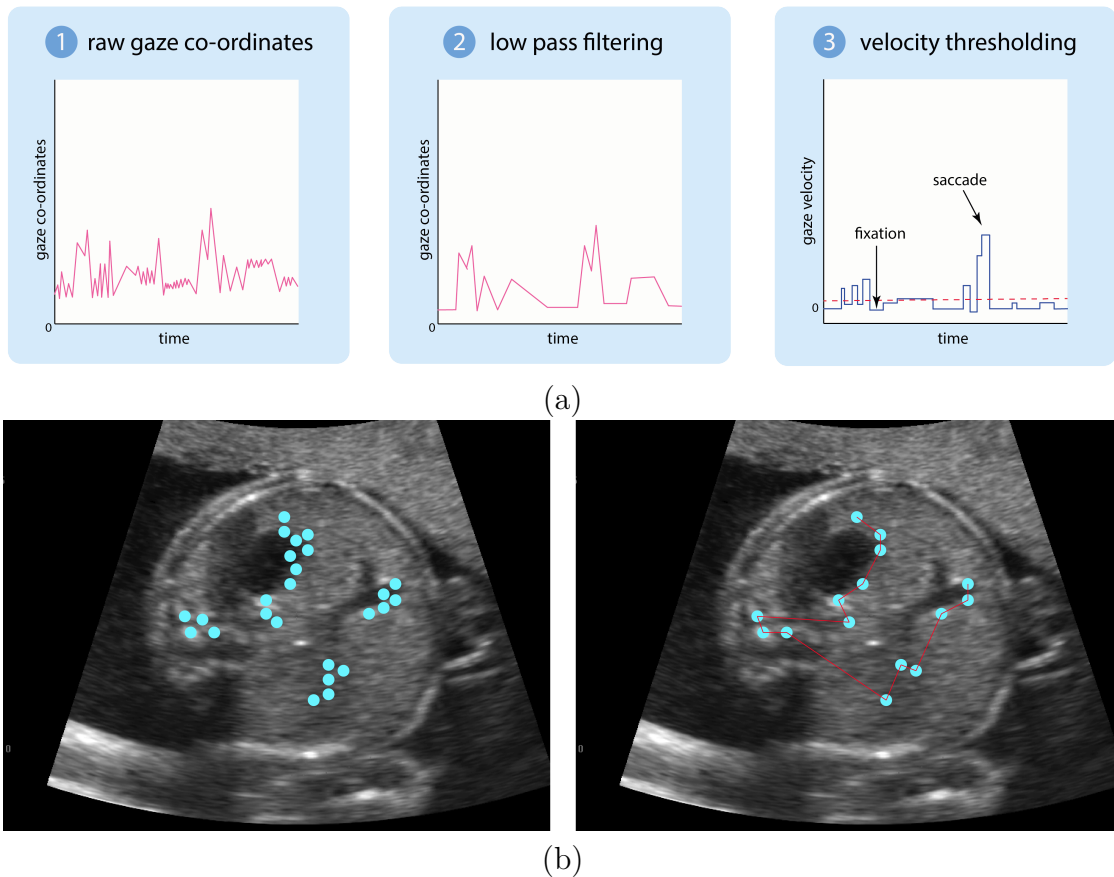 1 raw gaze co-ordinates
gaze co-ordinates
0
time
2 low pass filtering
gaze co-ordinates
0
time
3 velocity thresholding
gaze velocity
saccade
fixation
0
time
(a)
0
0
(b)